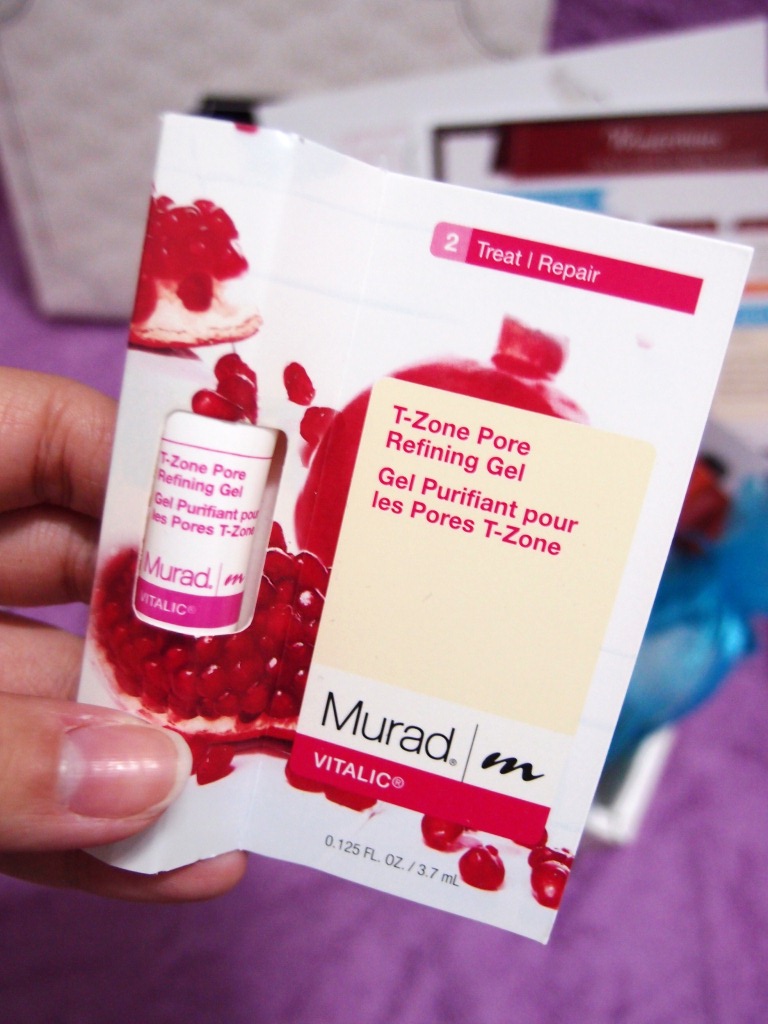 2 Treat | Repair
T-Zone Pore
Refining Gel
Gel Purifiant pour
les Pores T-Zone
Murad.® | m
VITALIC®
0.125 FL. OZ. / 3.7 mL
T-Zone Pore
Refining Gel
Gel Purifiant pour
les Pores T-Zone
Murad. | m
VITALIC®